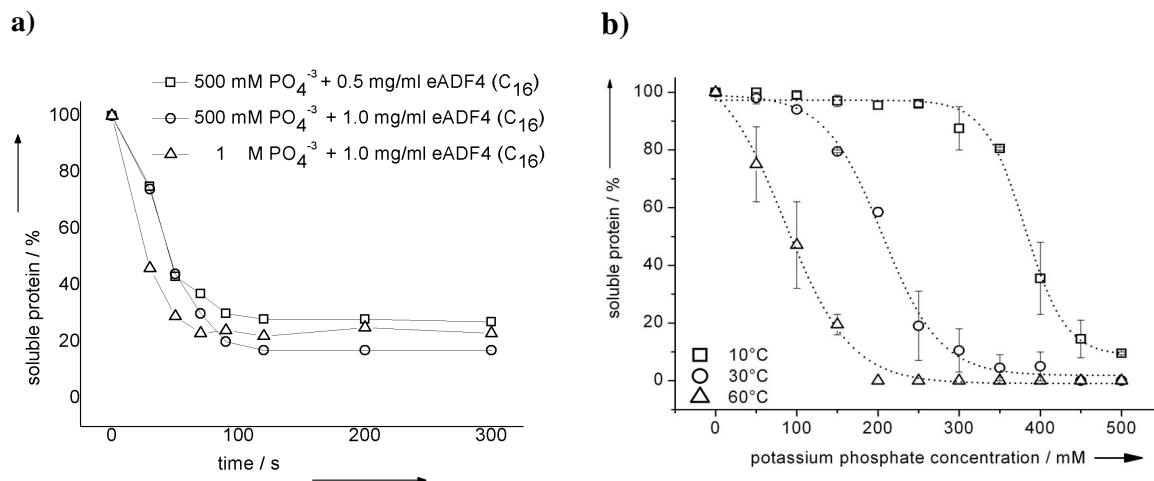 a)
500 mM PO4-3 + 0.5 mg/ml eADF4 (C16)
500 mM PO4-3 + 1.0 mg/ml eADF4 (C16)
1 M PO4-3 + 1.0 mg/ml eADF4 (C16)
100
80
60
40
20
0
soluble protein / %
0 100 200 300
time / s
b)
100
80
60
40
20
0
soluble protein / %
10°C
30°C
60°C
0 100 200 300 400 500
potassium phosphate concentration / mM